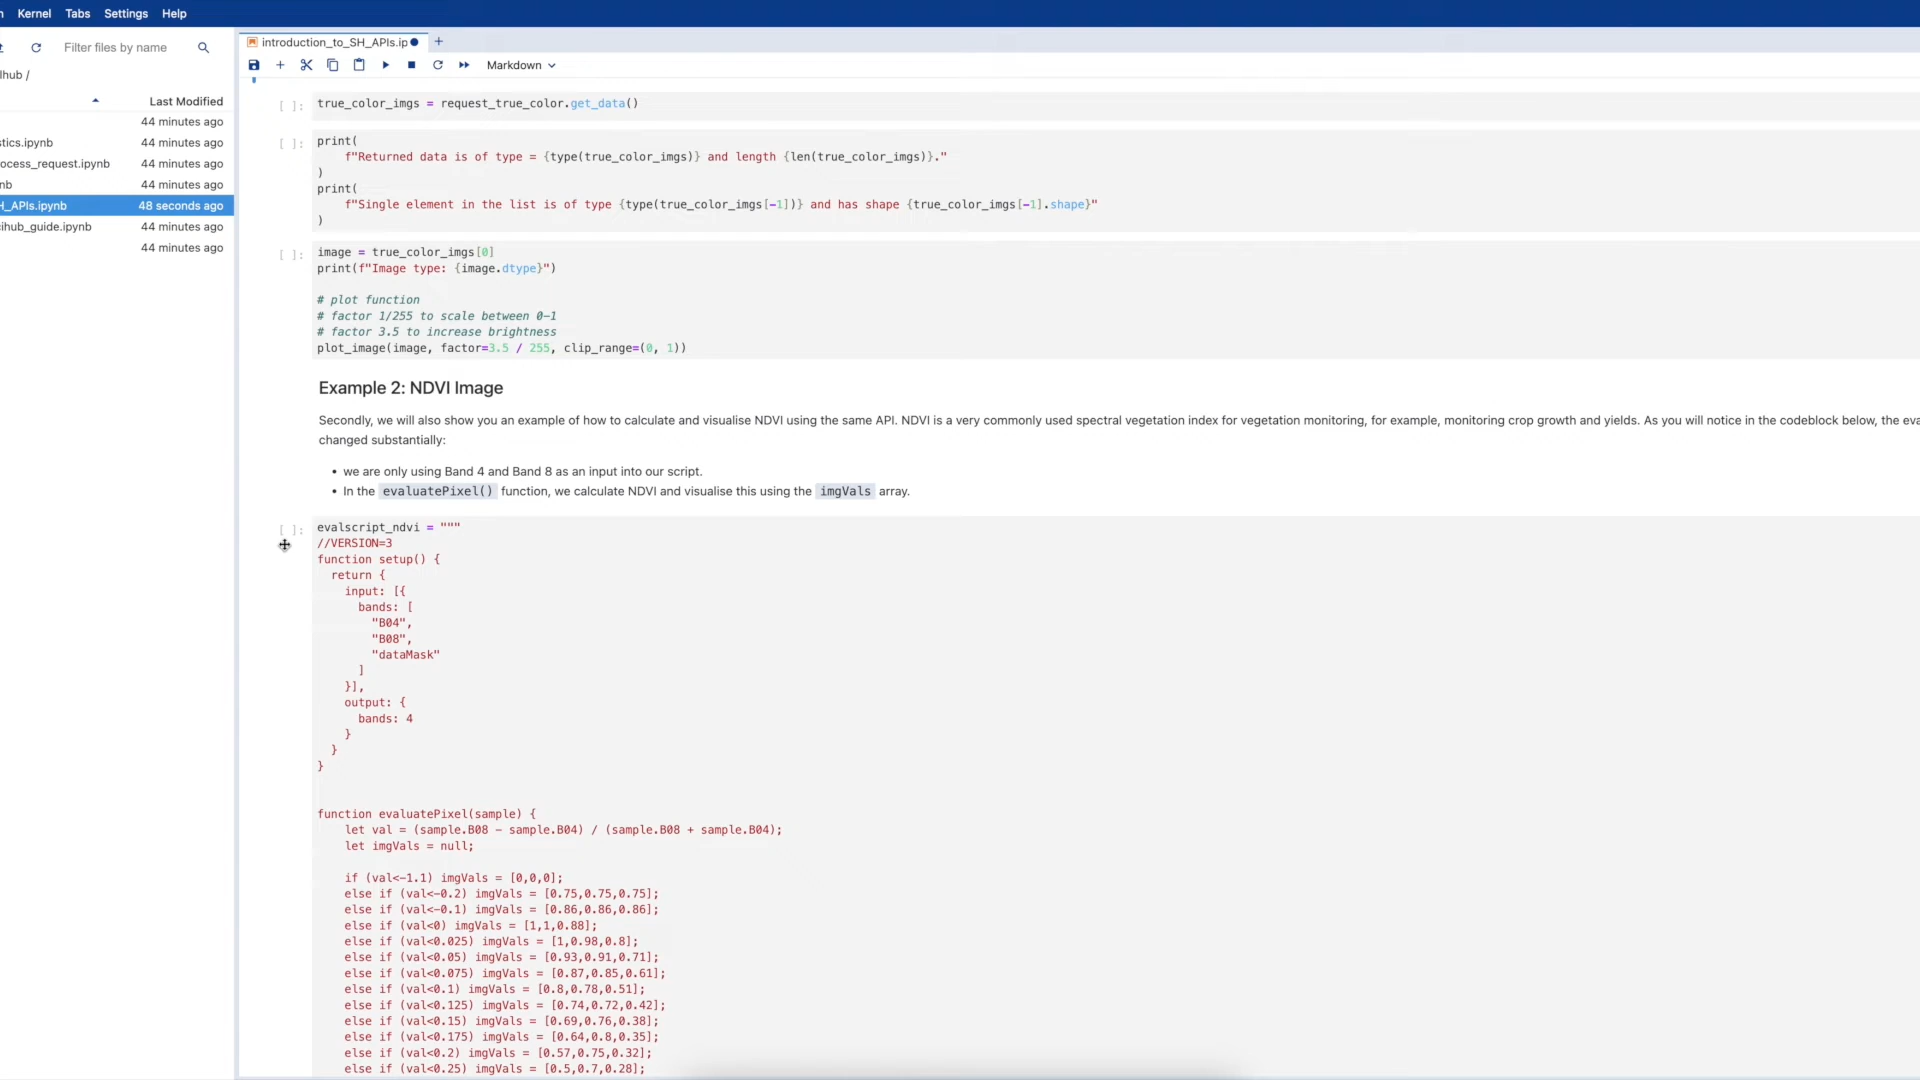 Kernel Tabs Settings Help
Filter files by name
introduction_to_SH_APIs.ip
Markdown
lhub /
Last Modified
44 minutes ago
stics.ipynb 44 minutes ago
ocess_request.ipynb 44 minutes ago
nb 44 minutes ago
H_APIs.ipynb 48 seconds ago
ihub_guide.ipynb 44 minutes ago
44 minutes ago
[ ]: true_color_imgs = request_true_color.get_data()
[ ]: print(
f"Returned data is of type = {type(true_color_imgs)} and length {len(true_color_imgs)}."
)
print(
f"Single element in the list is of type {type(true_color_imgs[-1])} and has shape {true_color_imgs[-1].shape}"
)
[ ]: image = true_color_imgs[0]
print(f"Image type: {image.dtype}")
# plot function
# factor 1/255 to scale between 0-1
# factor 3.5 to increase brightness
plot_image(image, factor=3.5 / 255, clip_range=(0, 1))
Example 2: NDVI Image
Secondly, we will also show you an example of how to calculate and visualise NDVI using the same API. NDVI is a very commonly used spectral vegetation index for vegetation monitoring, for example, monitoring crop growth and yields. As you will notice in the codeblock below, the eva
changed substantially:
• we are only using Band 4 and Band 8 as an input into our script.
• In the evaluatePixel() function, we calculate NDVI and visualise this using the imgVals array.
[ ]: evalscript_ndvi = """
//VERSION=3
function setup() {
return {
input: [{
bands: [
"B04",
"B08",
"dataMask"
]
}],
output: {
bands: 4
}
}
}
function evaluatePixel(sample) {
let val = (sample.B08 - sample.B04) / (sample.B08 + sample.B04);
let imgVals = null;
if (val<-1.1) imgVals = [0,0,0];
else if (val<-0.2) imgVals = [0.75,0.75,0.75];
else if (val<-0.1) imgVals = [0.86,0.86,0.86];
else if (val<0) imgVals = [1,1,0.88];
else if (val<0.025) imgVals = [1,0.98,0.8];
else if (val<0.05) imgVals = [0.93,0.91,0.71];
else if (val<0.075) imgVals = [0.87,0.85,0.61];
else if (val<0.1) imgVals = [0.8,0.78,0.51];
else if (val<0.125) imgVals = [0.74,0.72,0.42];
else if (val<0.15) imgVals = [0.69,0.76,0.38];
else if (val<0.175) imgVals = [0.64,0.8,0.35];
else if (val<0.2) imgVals = [0.57,0.75,0.32];
else if (val<0.25) imgVals = [0.5,0.7,0.28];